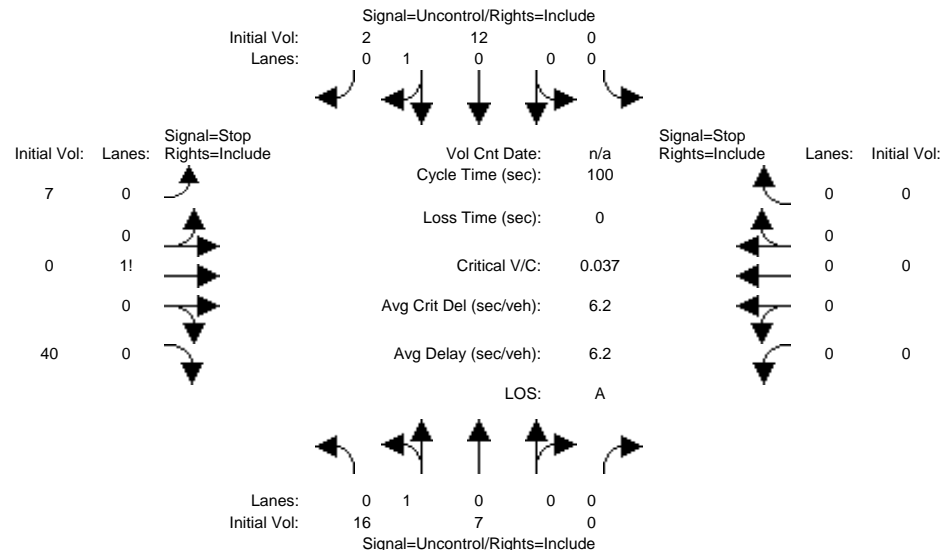 Signal=Uncontrol/Rights=Include
Initial Vol: 2 12 0
Lanes: 0 1 0 0 0
Signal=Stop Signal=Stop
Initial Vol: Lanes: Rights=Include Vol Cnt Date: n/a Rights=Include Lanes: Initial Vol:
Cycle Time (sec): 100
7 0 0 0
Loss Time (sec): 0
0 0
0 1! Critical V/C: 0.037 0 0
0 Avg Crit Del (sec/veh): 6.2 0
40 0 Avg Delay (sec/veh): 6.2 0 0
LOS: A
Lanes: 0 1 0 0 0
Initial Vol: 16 7 0
Signal=Uncontrol/Rights=Include